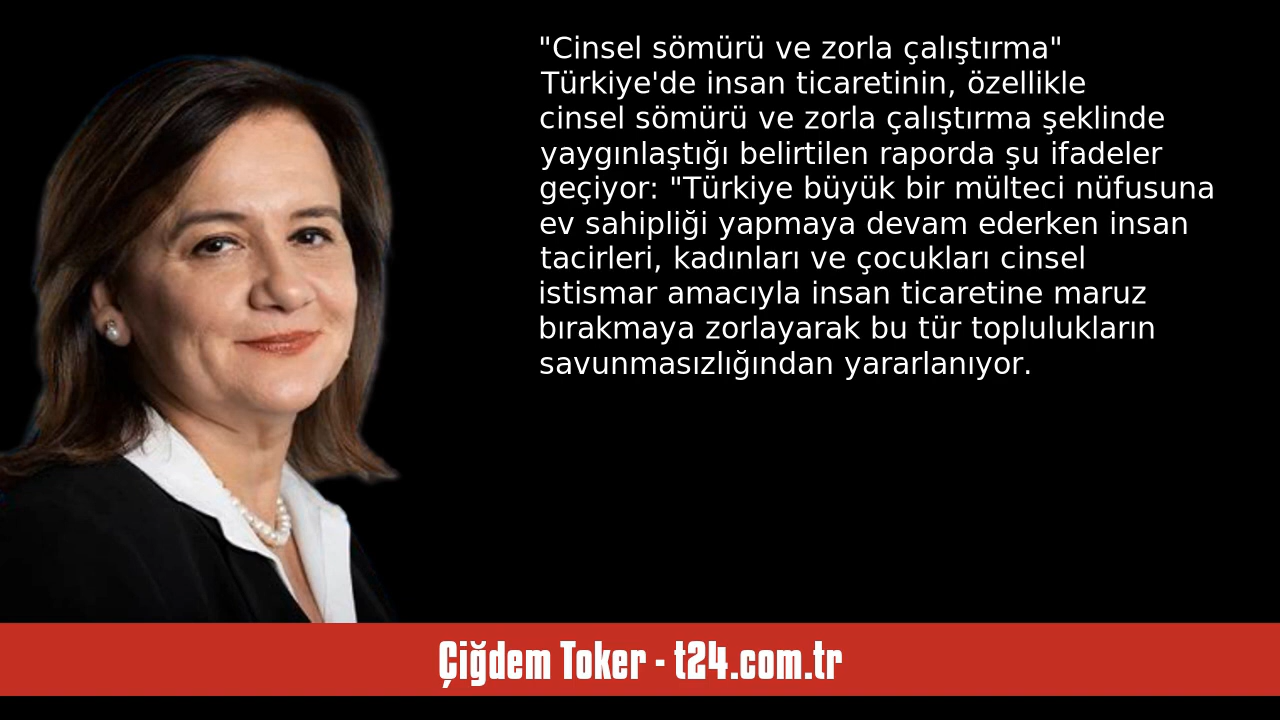 "Cinsel sömürü ve zorla çalıştırma"
Türkiye'de insan ticaretinin, özellikle
cinsel sömürü ve zorla çalıştırma şeklinde
yaygınlaştığı belirtilen raporda şu ifadeler
geçiyor: "Türkiye büyük bir mülteci nüfusuna
ev sahipliği yapmaya devam ederken insan
tacirleri, kadınları ve çocukları cinsel
istismar amacıyla insan ticaretine maruz
bırakmaya zorlayarak bu tür toplulukların
savunmasızlığından yararlanıyor.
Çiğdem Toker - t24.com.tr